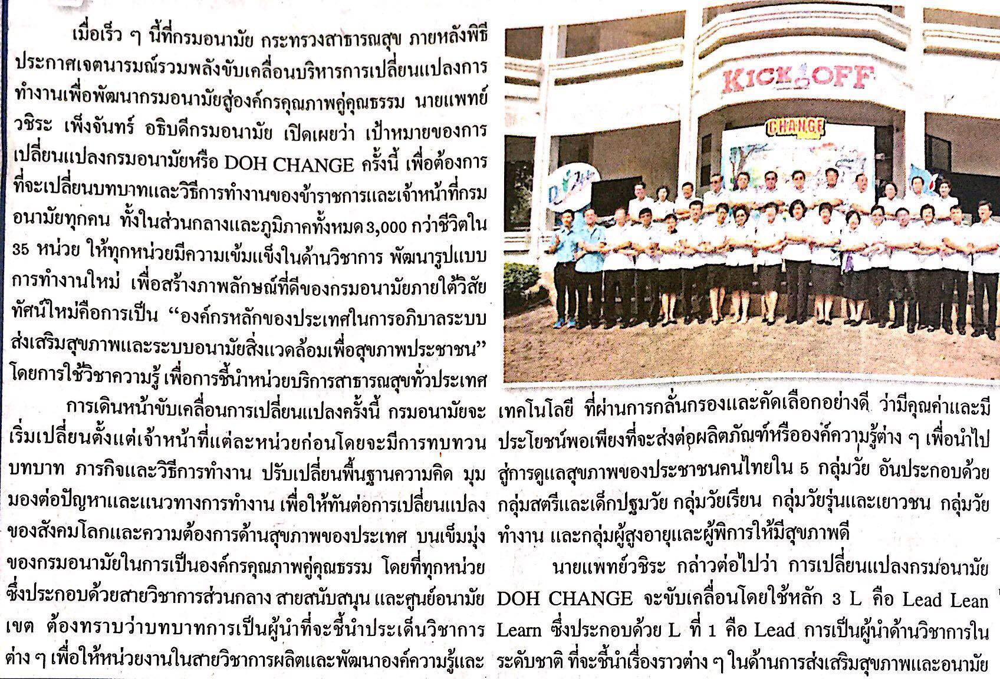 เมื่อเร็ว ๆ นี้ที่กรมอนามัย กระทรวงสาธารณสุข ภายหลังพิธี
ประกาศเจตนารมณ์รวมพลังขับเคลื่อนบริหารการเปลี่ยนแปลงการ
ทำงานเพื่อพัฒนากรมอนามัยสู่องค์กรคุณภาพคู่คุณธรรม นายแพทย์
วชิระ เพ็งจันทร์ อธิบดีกรมอนามัย เปิดเผยว่า เป้าหมายของการ
เปลี่ยนแปลงกรมอนามัยหรือ DOH CHANGE ครั้งนี้ เพื่อต้องการ
ที่จะเปลี่ยนบทบาทและวิธีการทำงานของข้าราชการและเจ้าหน้าที่กรม
อนามัยทุกคน ทั้งในส่วนกลางและภูมิภาคทั้งหมด 3,000 กว่าชีวิตใน
35 หน่วย ให้ทุกหน่วยมีความเข้มแข็งในด้านวิชาการ พัฒนารูปแบบ
การทำงานใหม่ เพื่อสร้างภาพลักษณ์ที่ดีของกรมอนามัยภายใต้วิสัย
ทัศน์ใหม่คือการเป็น “องค์กรหลักของประเทศในการอภิบาลระบบ
ส่งเสริมสุขภาพและระบบอนามัยสิ่งแวดล้อมเพื่อสุขภาพประชาชน”
โดยการใช้วิชาความรู้ เพื่อการชี้นำหน่วยบริการสาธารณสุขทั่วประเทศ
การเดินหน้าขับเคลื่อนการเปลี่ยนแปลงครั้งนี้ กรมอนามัยจะ
เริ่มเปลี่ยนตั้งแต่เจ้าหน้าที่แต่ละหน่วยก่อนโดยจะมีการทบทวน
บทบาท ภารกิจและวิธีการทำงาน ปรับเปลี่ยนพื้นฐานความคิด มุม
มองต่อปัญหาและแนวทางการทำงาน เพื่อให้ทันต่อการเปลี่ยนแปลง
ของสังคมโลกและความต้องการด้านสุขภาพของประเทศ บนเข็มมุ่ง
ของกรมอนามัยในการเป็นองค์กรคุณภาพคู่คุณธรรม โดยที่ทุกหน่วย
ซึ่งประกอบด้วยสายวิชาการส่วนกลาง สายสนับสนุน และศูนย์อนามัย
เขต ต้องทราบว่าบทบาทการเป็นผู้นำที่จะชี้นำประเด็นวิชาการ
ต่าง ๆ เพื่อให้หน่วยงานในสายวิชาการผลิตและพัฒนาองค์ความรู้และ
KICK OFF
CHANGE
เทคโนโลยี ที่ผ่านการกลั่นกรองและคัดเลือกอย่างดี ว่ามีคุณค่าและมี
ประโยชน์พอเพียงที่จะส่งต่อผลิตภัณฑ์หรือองค์ความรู้ต่าง ๆ เพื่อนำไป
สู่การดูแลสุขภาพของประชาชนคนไทยใน 5 กลุ่มวัย อันประกอบด้วย
กลุ่มสตรีและเด็กปฐมวัย กลุ่มวัยเรียน กลุ่มวัยรุ่นและเยาวชน กลุ่มวัย
ทำงาน และกลุ่มผู้สูงอายุและผู้พิการให้มีสุขภาพดี
นายแพทย์วชิระ กล่าวต่อไปว่า การเปลี่ยนแปลงกรมอนามัย
DOH CHANGE จะขับเคลื่อนโดยใช้หลัก 3 L คือ Lead Lean
Learn ซึ่งประกอบด้วย L ที่ 1 คือ Lead การเป็นผู้นำด้านวิชาการใน
ระดับชาติ ที่จะชี้นำเรื่องราวต่าง ๆ ในด้านการส่งเสริมสุขภาพและอนามัย